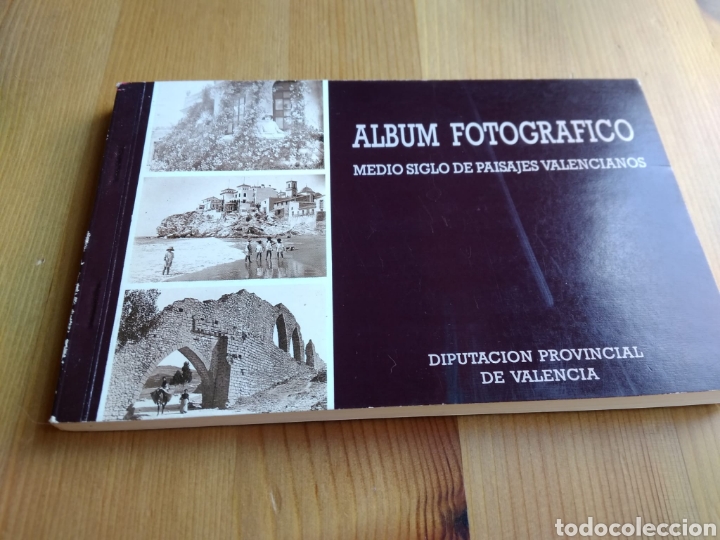 ALBUM FOTOGRAFICO
MEDIO SIGLO DE PAISAJES VALENCIANOS
DIPUTACION PROVINCIAL
DE VALENCIA
todocoleccion